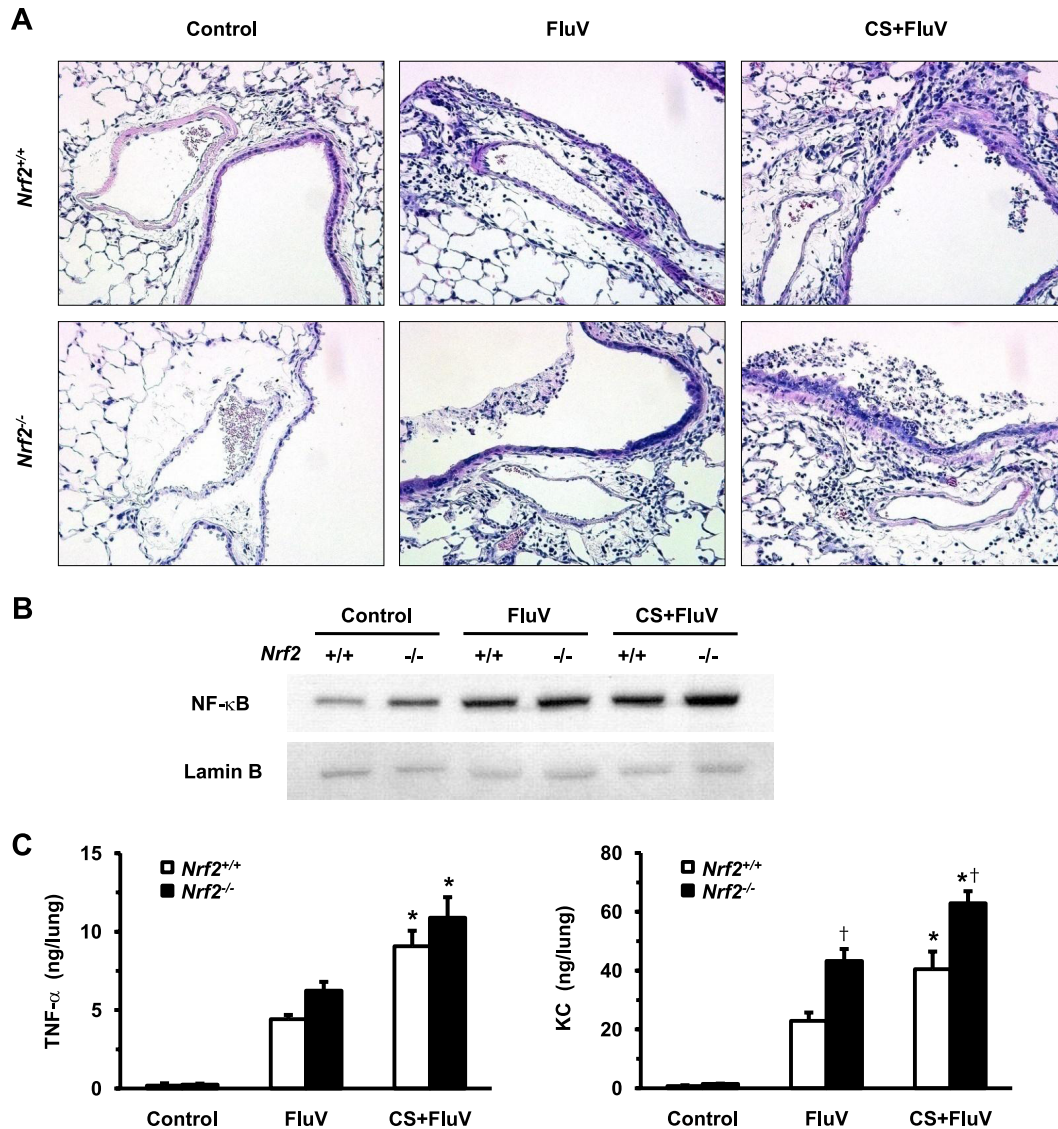 A
Control FluV CS+FluV
Nrf2+/+
Nrf2-/-
B
Control FluV CS+FluV
Nrf2 +/+ -/- +/+ -/- +/+ -/-
NF-κB
Lamin B
C
TNF-α (ng/lung)
15
10
5
0
Nrf2+/+
Nrf2-/-
* *
Control FluV CS+FluV
KC (ng/lung)
80
60
40
20
0
Nrf2+/+
Nrf2-/-
† * *†
Control FluV CS+FluV